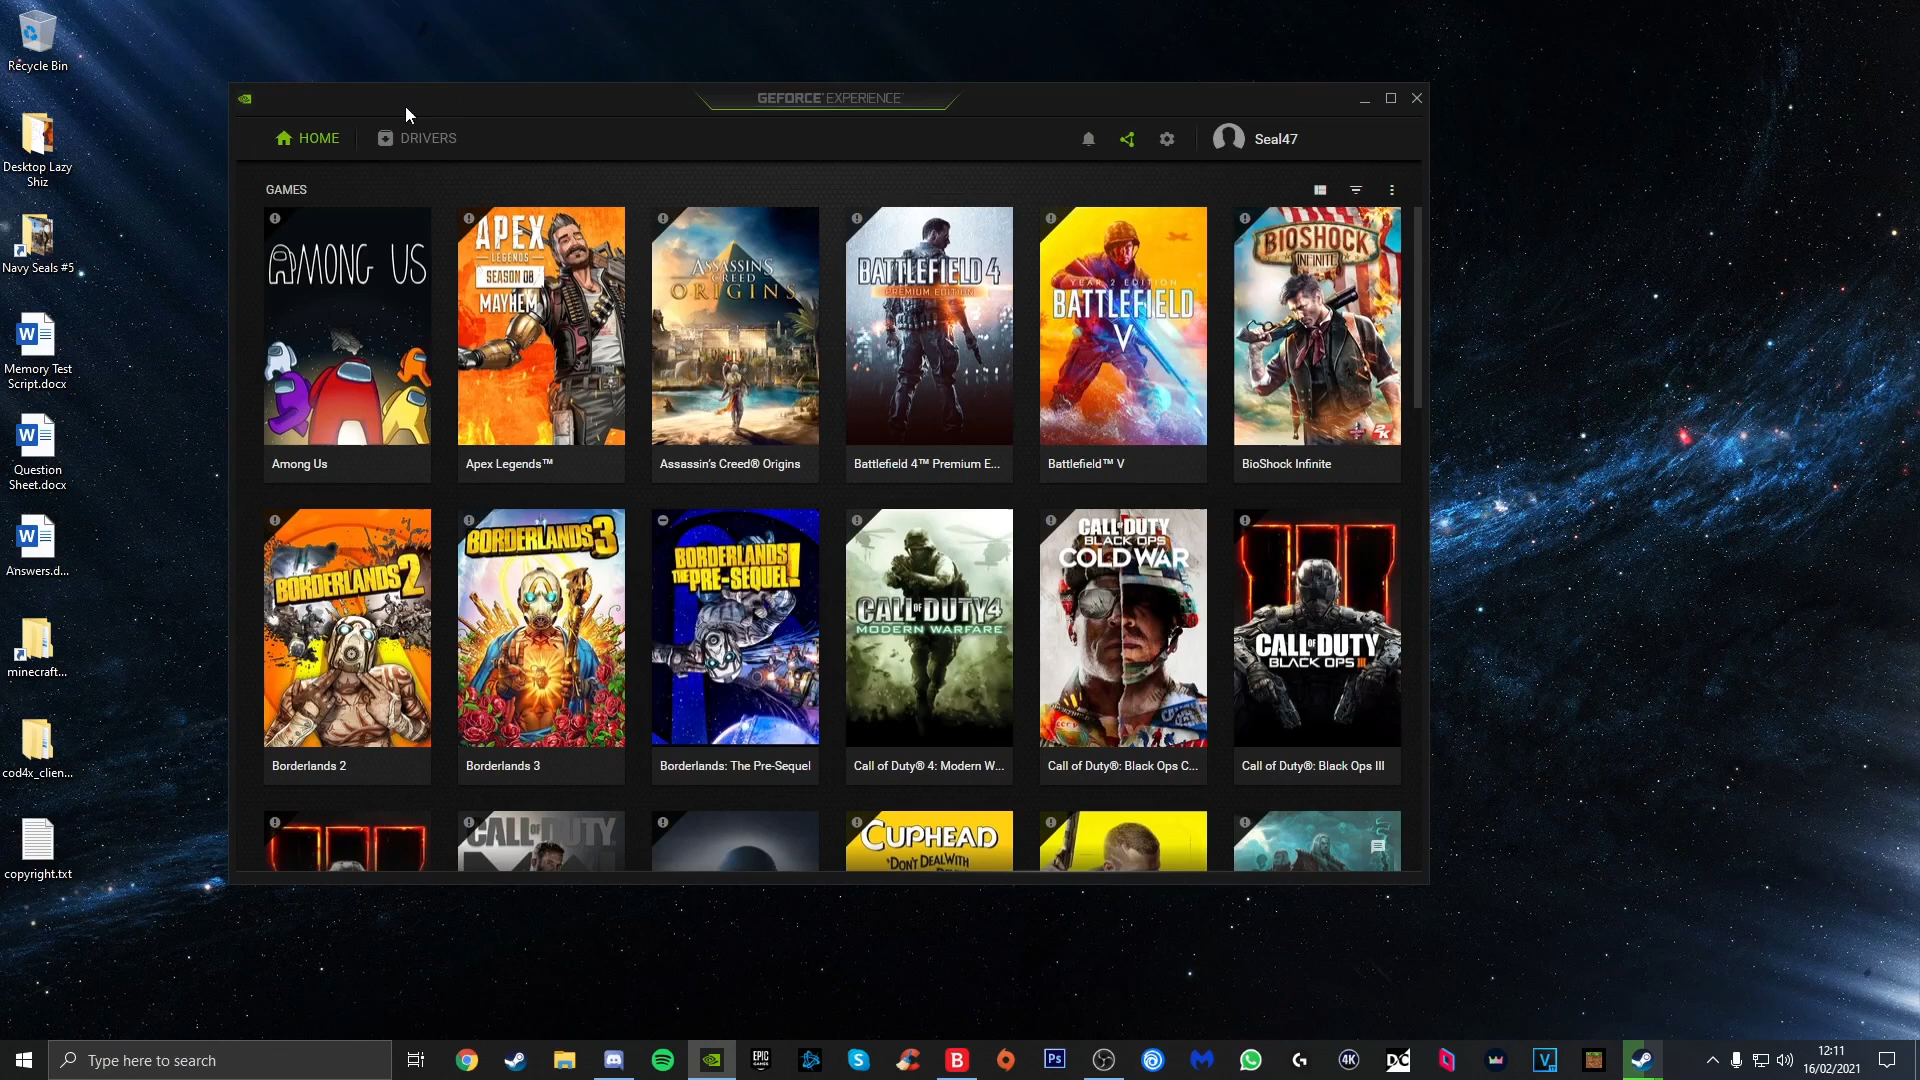 Recycle Bin
Desktop Lazy
Shiz
Navy Seals #5
Memory Test
Script.docx
Question
Sheet.docx
Answers.d...
minecraft...
cod4x_clien...
copyright.txt
GEFORCE EXPERIENCE
HOME
DRIVERS
Seal47
GAMES
AMONG US
APEX
LEGENDS
SEASON 08
MAYHEM
ASSASSIN'S
CREED
ORIGINS
BATTLEFIELD 4
PREMIUM EDITION
YEAR 2 EDITION
BATTLEFIELD
V
BIOSHOCK
INFINITE
2K
Among Us
Apex Legends™
Assassin's Creed® Origins
Battlefield 4™ Premium E...
Battlefield™ V
BioShock Infinite
BORDERLANDS 2
BORDERLANDS 3
BORDERLANDS
THE PRE-SEQUEL!
CALL OF DUTY 4
MODERN WARFARE
CALL OF DUTY
BLACK OPS
COLD WAR
CALL OF DUTY
BLACK OPS III
Borderlands 2
Borderlands 3
Borderlands: The Pre-Sequel
Call of Duty® 4: Modern W...
Call of Duty®: Black Ops C...
Call of Duty®: Black Ops III
CALL OF DUTY
CUPHEAD
'DON'T DEAL WITH
Type here to search
EPIC
GAMES
Ps
4K
DC
12:11
16/02/2021